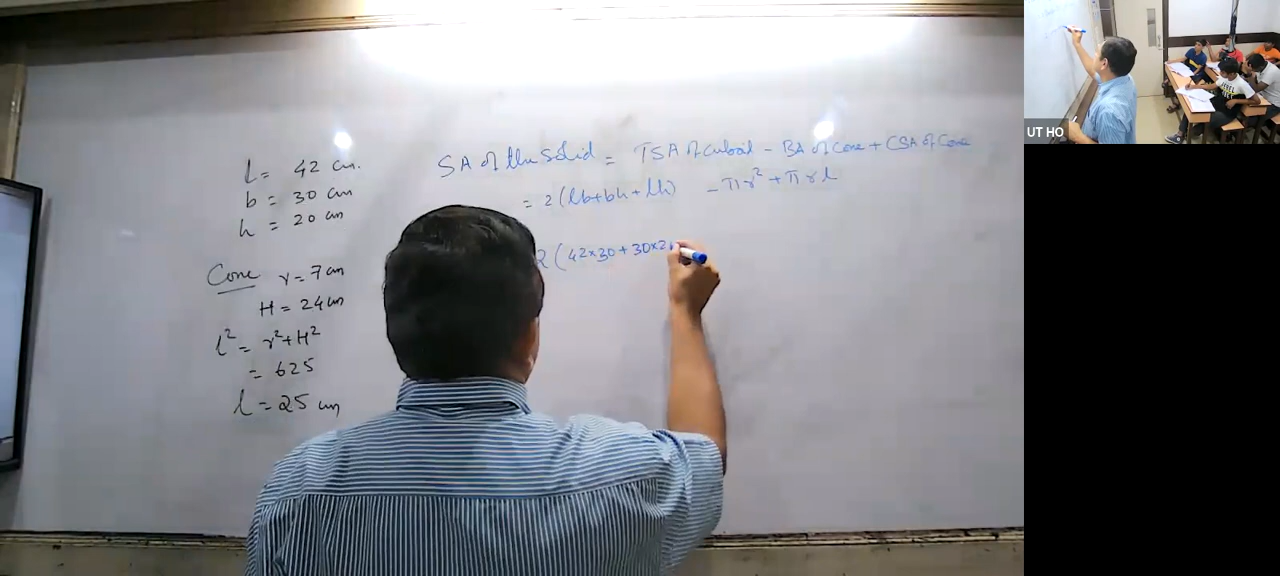 l = 42 cm.
b = 30 cm
h = 20 cm
Cone r = 7 cm
H = 24 cm
l² = r² + H²
= 625
l = 25 cm
SA of the Solid = TSA of cuboid - BA of Cone + CSA of Cone
= 2(lb+bh+lh) - πr² + πrl
2(42×30 + 30×2
UT HO